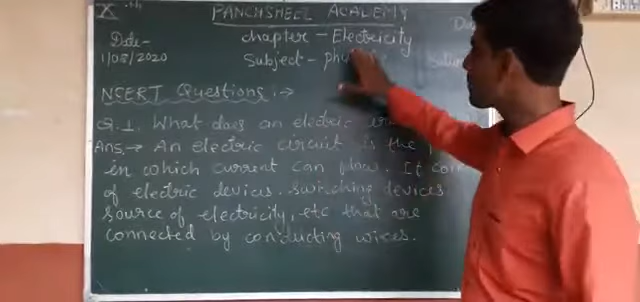 X th PANCHSHEEL ACADEMY
Date-
1/08/2020
chapter - Electricity
Subject -
NCERT Questions :->
Q.1. What does an electric
Ans.-> An electric circuit is the
in which current can flow. It
of electric devices. switching devices
source of electricity, etc that are
connected by conducting wires.